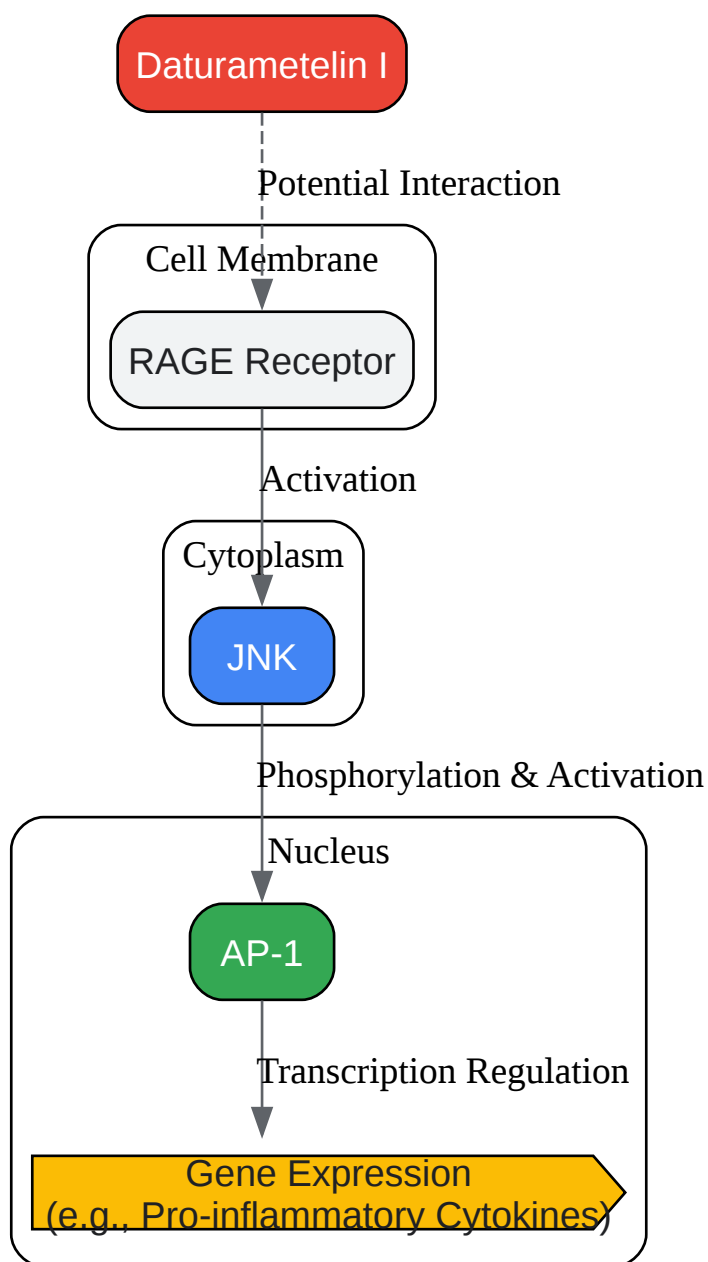 Daturametelin I
Potential Interaction
Cell Membrane
RAGE Receptor
Activation
Cytoplasm
JNK
Phosphorylation & Activation
Nucleus
AP-1
Transcription Regulation
Gene Expression
(e.g., Pro-inflammatory Cytokines)